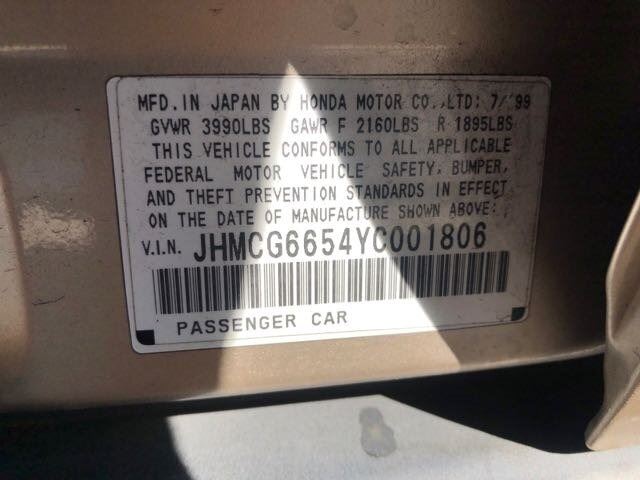 MFD. IN JAPAN BY HONDA MOTOR CO.,LTD: 7/'99
GVWR 3990LBS GAWR F 2160LBS R 1895LBS
THIS VEHICLE CONFORMS TO ALL APPLICABLE
FEDERAL MOTOR VEHICLE SAFETY, BUMPER,
AND THEFT PREVENTION STANDARDS IN EFFECT
ON THE DATE OF MANUFACTURE SHOWN ABOVE.
V.I.N. JHMCG6654YC001806
PASSENGER CAR